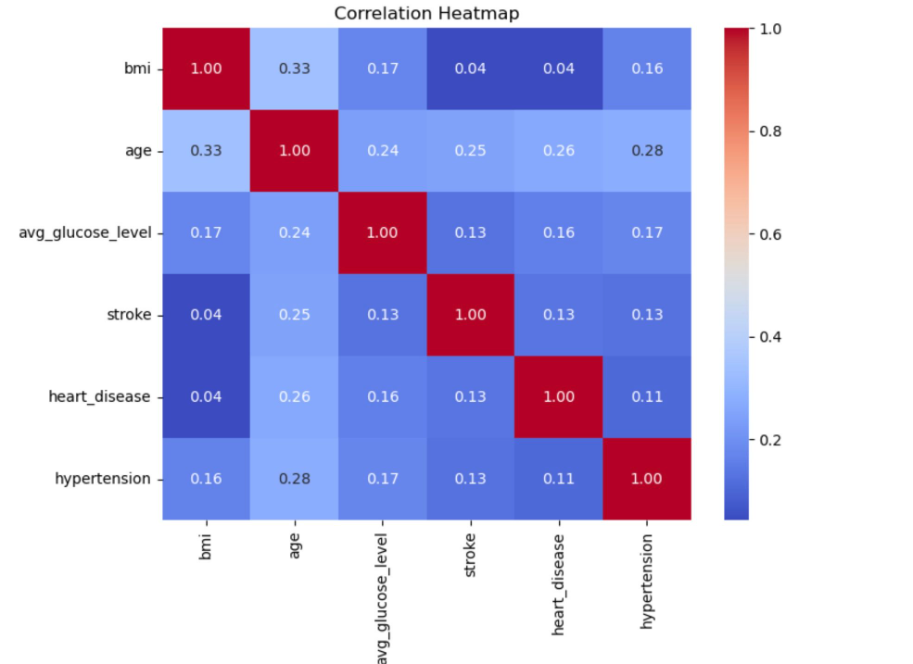 Correlation Heatmap
bmi 1.00 0.33 0.17 0.04 0.04 0.16
age 0.33 1.00 0.24 0.25 0.26 0.28
avg_glucose_level 0.17 0.24 1.00 0.13 0.16 0.17
stroke 0.04 0.25 0.13 1.00 0.13 0.13
heart_disease 0.04 0.26 0.16 0.13 1.00 0.11
hypertension 0.16 0.28 0.17 0.13 0.11 1.00
bmi
age
avg_glucose_level
stroke
heart_disease
hypertension
1.0
0.8
0.6
0.4
0.2